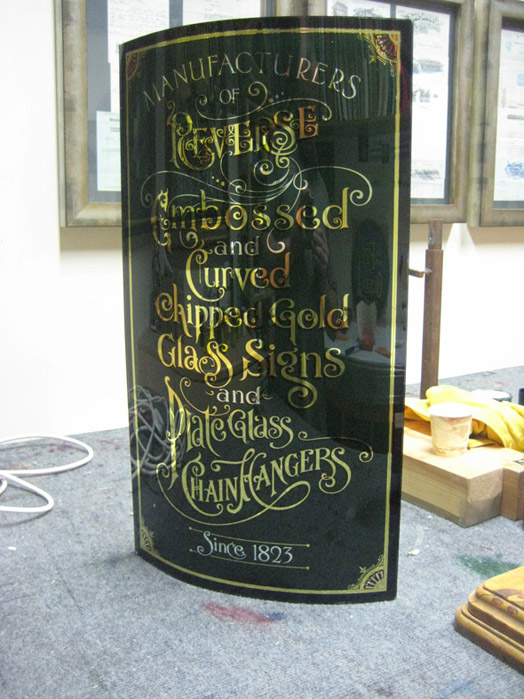 MANUFACTURERS
OF
REVERSE
Embossed
and
Curved
Chipped Gold
Glass Signs
and
Plate Glass
CHAIN HANGERS
Since 1823